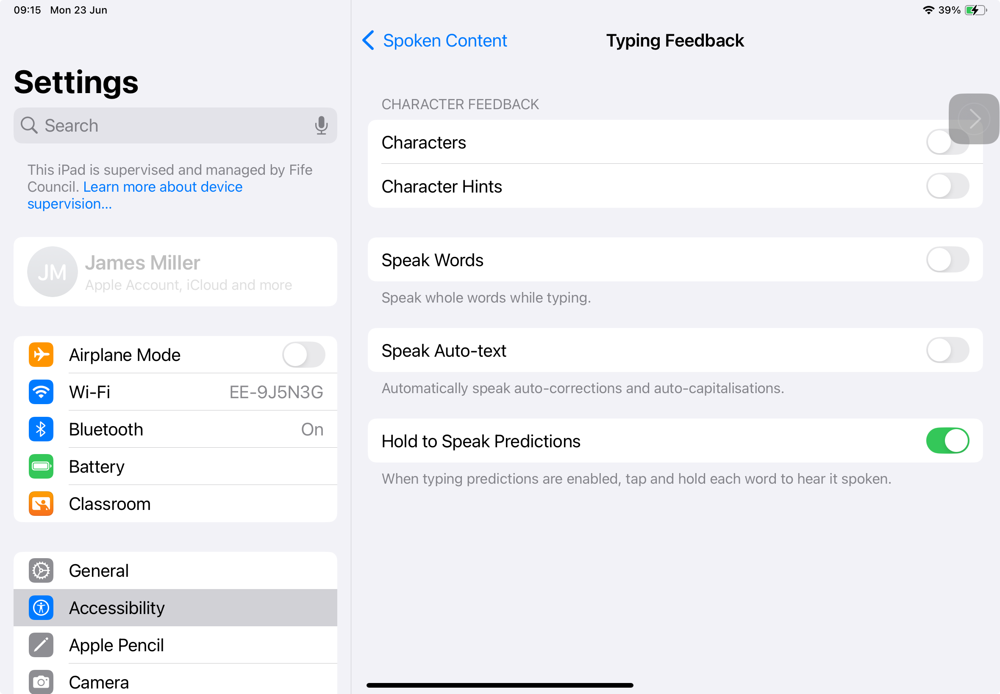 09:15 Mon 23 Jun
39%
Settings
Search
This iPad is supervised and managed by Fife
Council. Learn more about device
supervision...
JM
James Miller
Apple Account, iCloud and more
Airplane Mode
Wi-Fi EE-9J5N3G
Bluetooth On
Battery
Classroom
General
Accessibility
Apple Pencil
Camera
Spoken Content
Typing Feedback
CHARACTER FEEDBACK
Characters
Character Hints
Speak Words
Speak whole words while typing.
Speak Auto-text
Automatically speak auto-corrections and auto-capitalisations.
Hold to Speak Predictions
When typing predictions are enabled, tap and hold each word to hear it spoken.